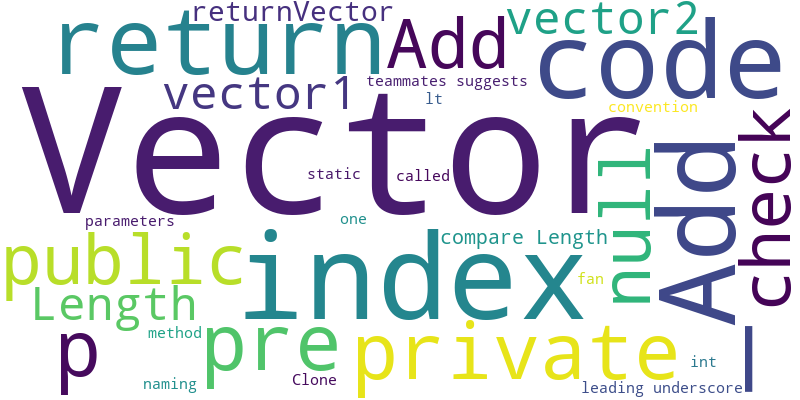 returnVector
return
Add
vector2
code
vector1
teammates suggests
lt
convention
Vector
check
null
Add
static
called
parameters
one
compare Length
public
index
fan
Length
p
pre
method
private
int
naming
Clone
leading underscore
_